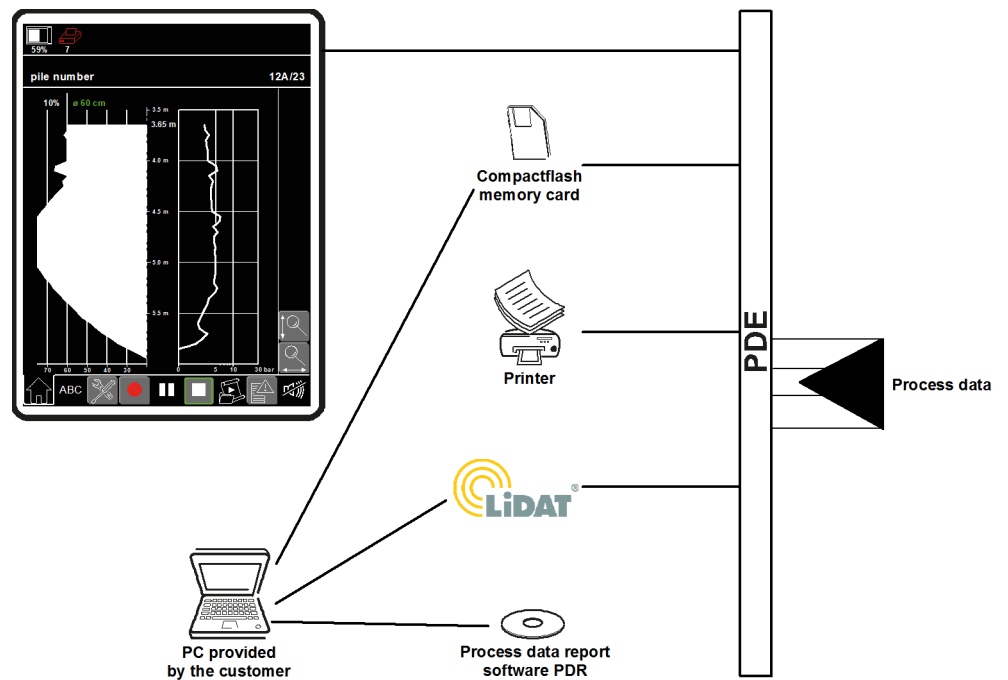 59%
7
pile number 12A/23
10% ø 60 cm
3.5 m
3.65 m
4.0 m
4.5 m
5.0 m
5.5 m
70 60 50 40 30 0 5 10 30 bar
ABC
Compactflash
memory card
Printer
PDE
Process data
LiDAT®
PC provided
by the customer
Process data report
software PDR